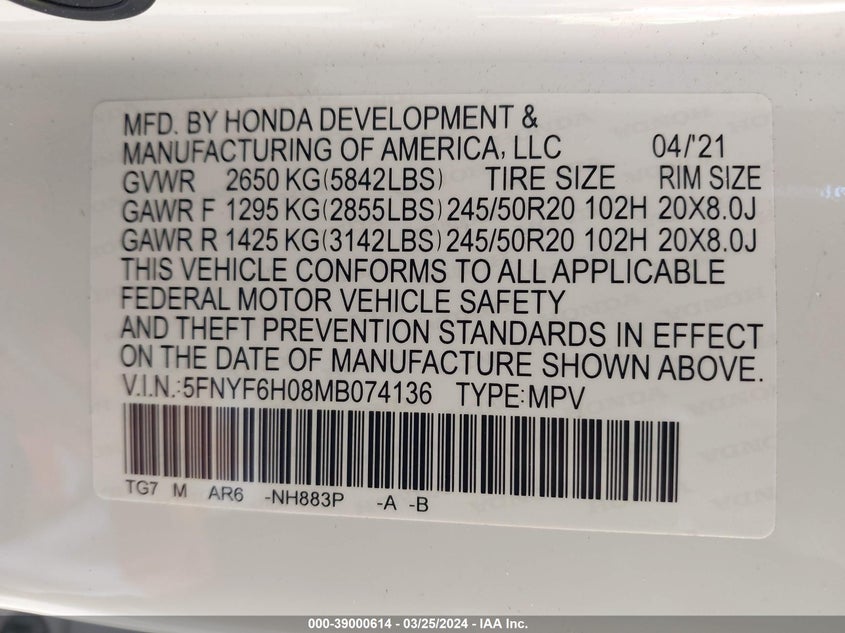 MFD. BY HONDA DEVELOPMENT &
MANUFACTURING OF AMERICA, LLC 04/'21
GVWR 2650 KG(5842LBS) TIRE SIZE RIM SIZE
GAWR F 1295 KG(2855LBS) 245/50R20 102H 20X8.0J
GAWR R 1425 KG(3142LBS) 245/50R20 102H 20X8.0J
THIS VEHICLE CONFORMS TO ALL APPLICABLE
FEDERAL MOTOR VEHICLE SAFETY
AND THEFT PREVENTION STANDARDS IN EFFECT
ON THE DATE OF MANUFACTURE SHOWN ABOVE.
V.I.N.:5FNYF6H08MB074136 TYPE:MPV
TG7 M AR6 -NH883P -A -B
000-39000614 - 03/25/2024 - IAA Inc.